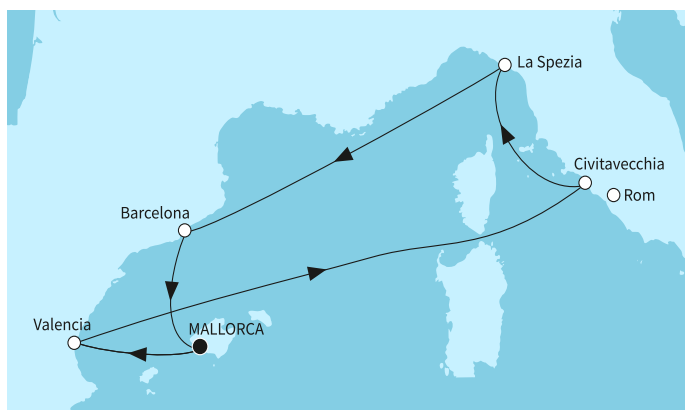 La Spezia
Civitavecchia
Rom
Barcelona
Valencia
MALLORCA